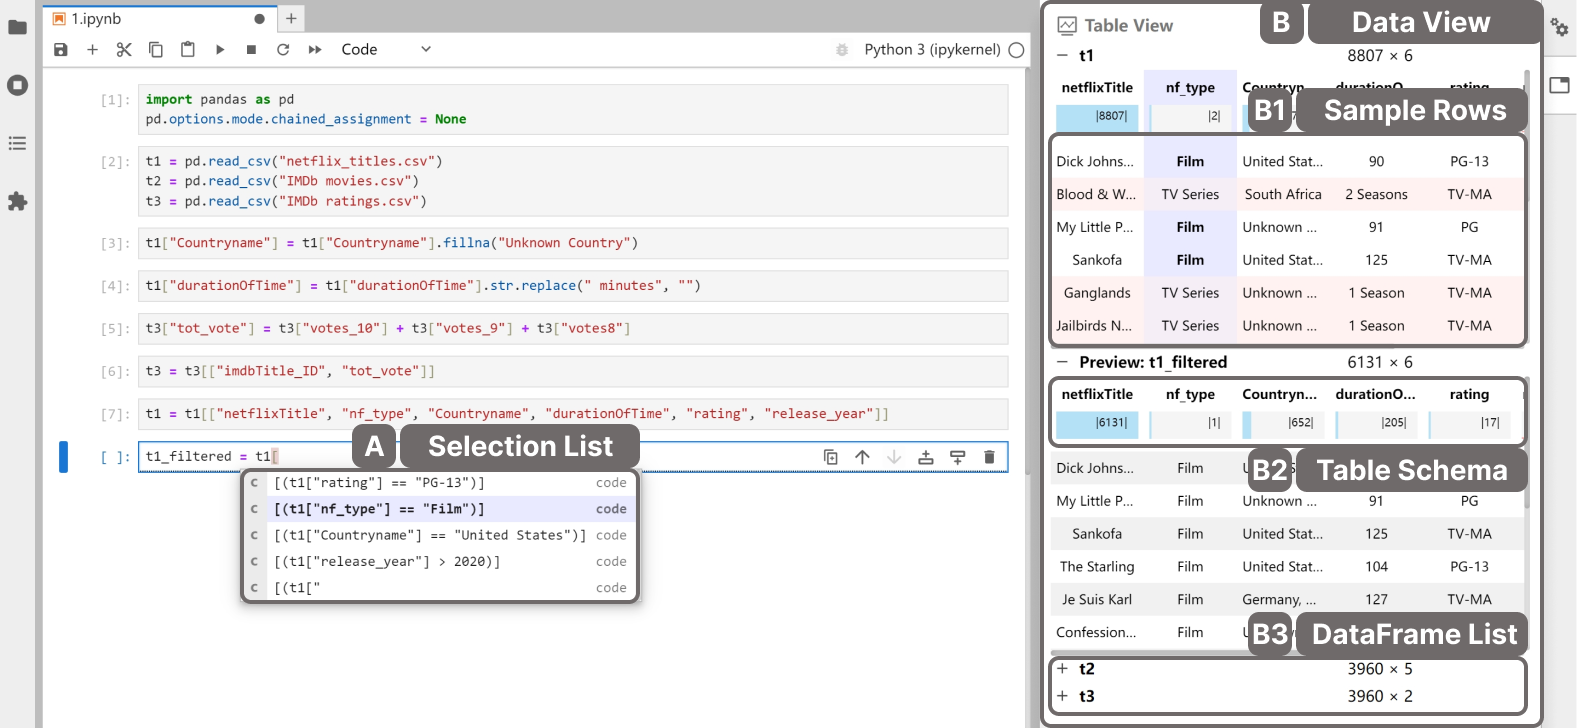 1.ipynb
Code
Python 3 (ipykernel)
[1]: import pandas as pd
pd.options.mode.chained_assignment = None
[2]: t1 = pd.read_csv("netflix_titles.csv")
t2 = pd.read_csv("IMDb movies.csv")
t3 = pd.read_csv("IMDb ratings.csv")
[3]: t1["Countryname"] = t1["Countryname"].fillna("Unknown Country")
[4]: t1["durationOfTime"] = t1["durationOfTime"].str.replace(" minutes", "")
[5]: t3["tot_vote"] = t3["votes_10"] + t3["votes_9"] + t3["votes8"]
[6]: t3 = t3[["imdbTitle_ID", "tot_vote"]]
[7]: t1 = t1[["netflixTitle", "nf_type", "Countryname", "durationOfTime", "rating", "release_year"]]
A Selection List
[ ]: t1_filtered = t1[
c [(t1["rating"] == "PG-13")] code
c [(t1["nf_type"] == "Film")] code
c [(t1["Countryname"] == "United States")] code
c [(t1["release_year"] > 2020)] code
c [(t1[" code
Table View
B Data View
t1 8807 × 6
netflixTitle nf_type
|8807| |2|
B1 Sample Rows
Dick Johns... Film United Stat... 90 PG-13
Blood & W... TV Series South Africa 2 Seasons TV-MA
My Little P... Film Unknown ... 91 PG
Sankofa Film United Stat... 125 TV-MA
Ganglands TV Series Unknown ... 1 Season TV-MA
Jailbirds N... TV Series Unknown ... 1 Season TV-MA
Preview: t1_filtered 6131 × 6
netflixTitle nf_type Countryn... durationO... rating
|6131| |1| |652| |205| |17|
Dick Johns... Film
B2 Table Schema
My Little P... Film Unknown ... 91 PG
Sankofa Film United Stat... 125 TV-MA
The Starling Film United Stat... 104 PG-13
Je Suis Karl Film Germany, ... 127 TV-MA
Confession... Film
B3 DataFrame List
t2 3960 × 5
t3 3960 × 2